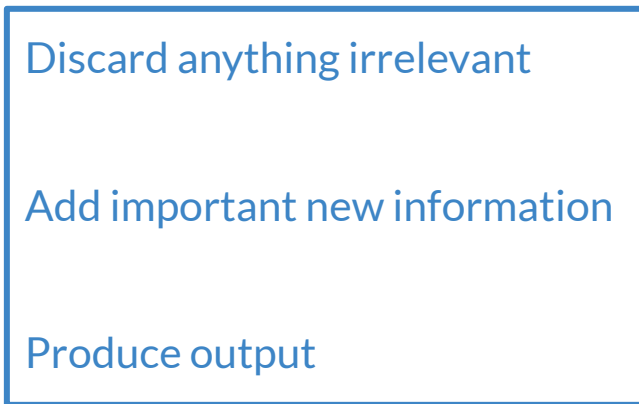 Discard anything irrelevant
Add important new information
Produce output